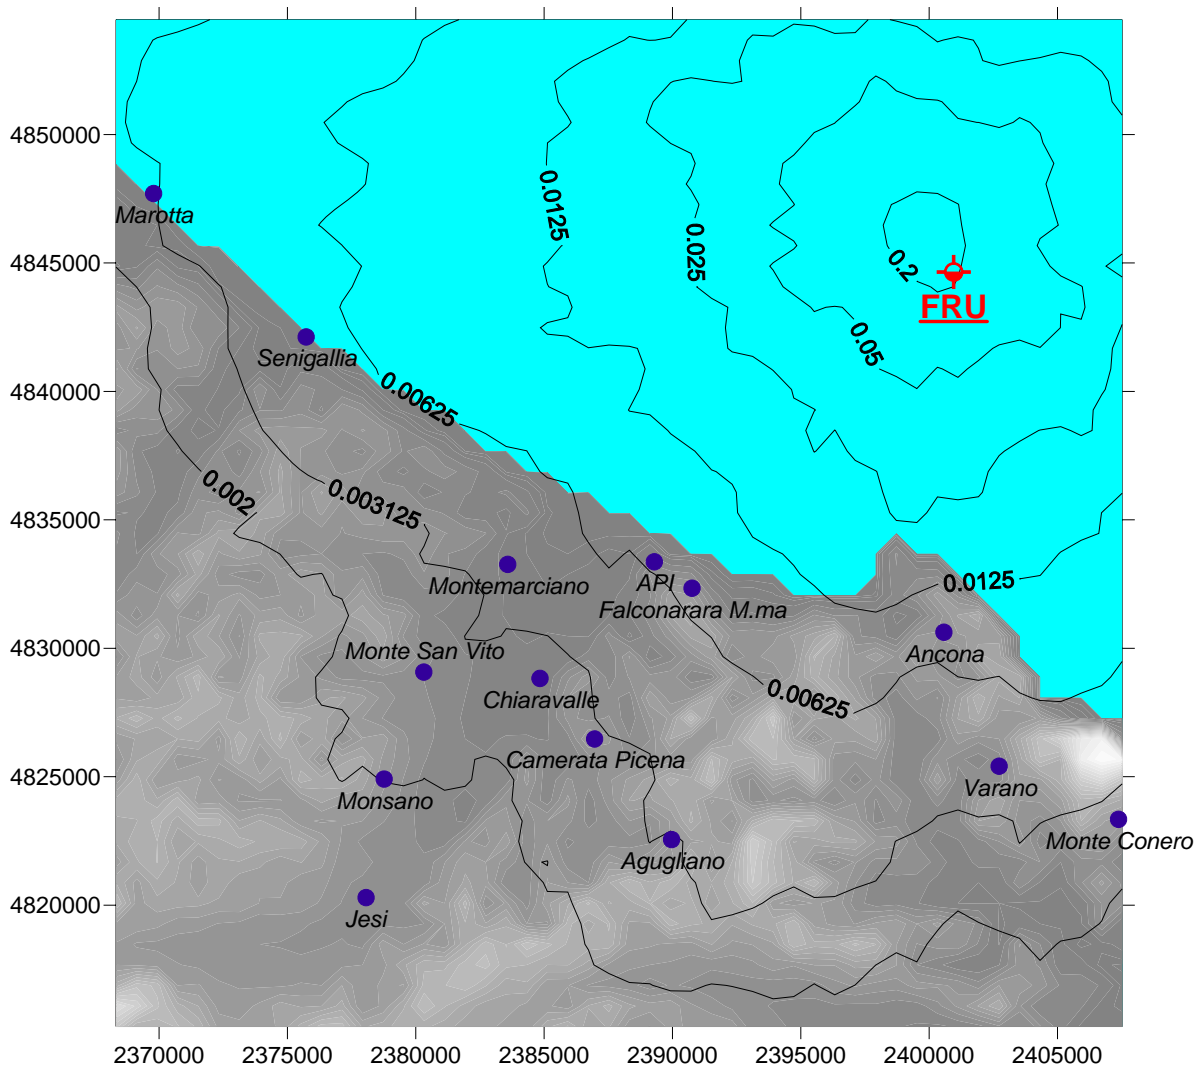 4850000
0.0125
Marotta
0.025
4845000
0.2
FRU
0.05
Senigallia
4840000
0.00625
0.002
0.003125
4835000
Montemarciano
API
0.0125
Falconarara M.ma
4830000
Monte San Vito
Ancona
Chiaravalle
0.00625
Camerata Picena
4825000
Varano
Monsano
Monte Conero
Agugliano
4820000
Jesi
2370000 2375000 2380000 2385000 2390000 2395000 2400000 2405000